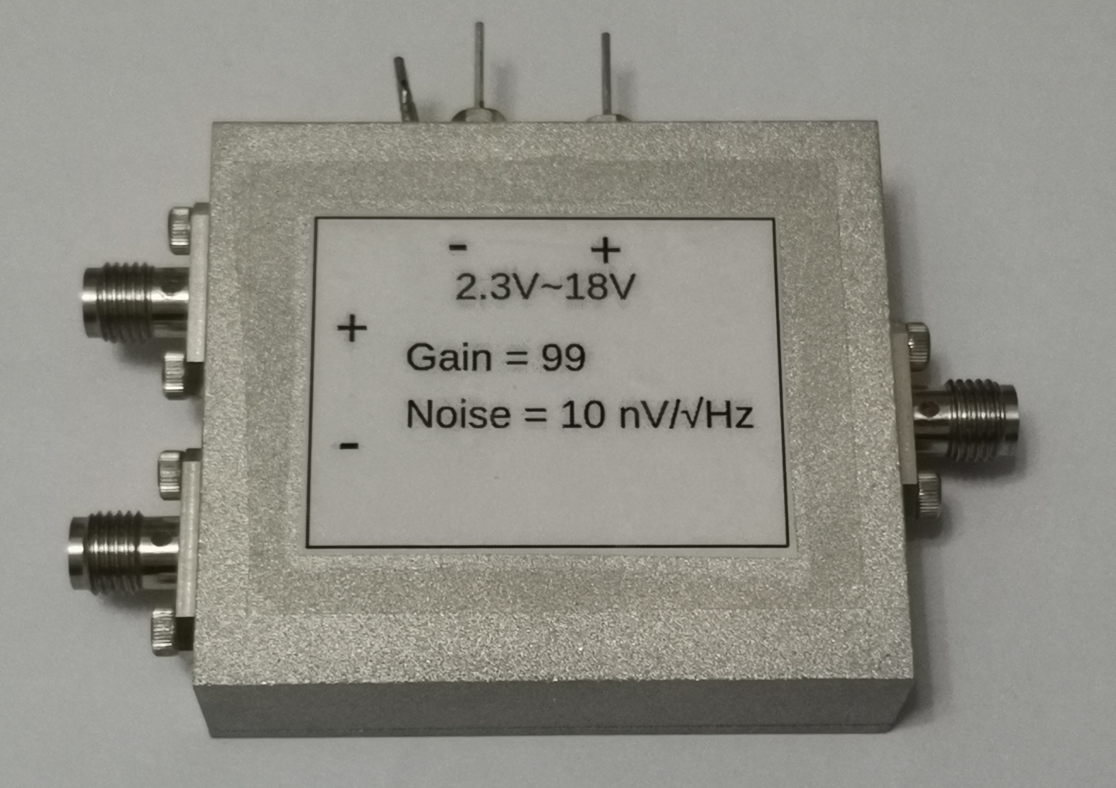 - +
2.3V~18V
+
Gain = 99
Noise = 10 nV/√Hz
-